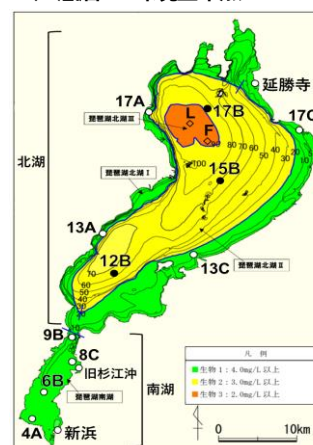 延勝寺
17A
L
17B
琵琶湖北湖Ⅲ
F
17C
北湖
琵琶湖北湖Ⅰ
15B
13A
琵琶湖北湖Ⅱ
12B
13C
9B
8C
旧杉江沖
6B
琵琶湖南湖
南湖
4A
新浜
凡 例
生物1：4.0mg/L以上
生物2：3.0mg/L以上
生物3：2.0mg/L以上
0
10km